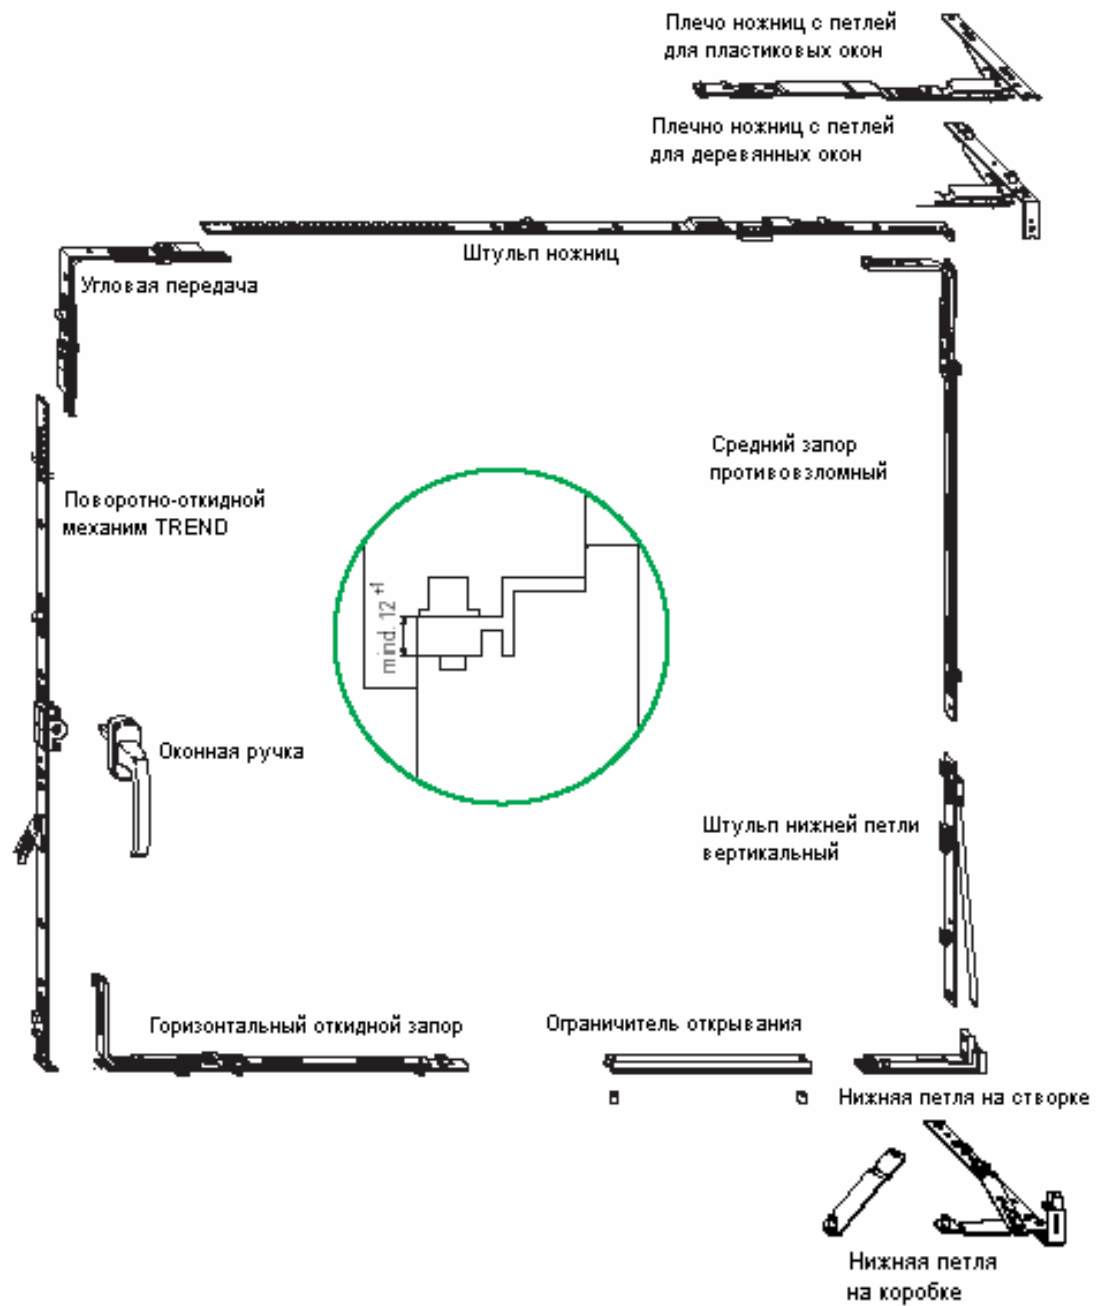 Плечо ножниц с петлей
для пластиковых окон
Плечно ножниц с петлей
для деревянных окон
Штульп ножниц
Угловая передача
Средний запор
противовзломный
Поворотно-откидной
механим TREND
mind. 12 +1
Оконная ручка
Штульп нижней петли
вертикальный
Горизонтальный откидной запор
Ограничитель открывания
Нижняя петля на створке
Нижняя петля
на коробке